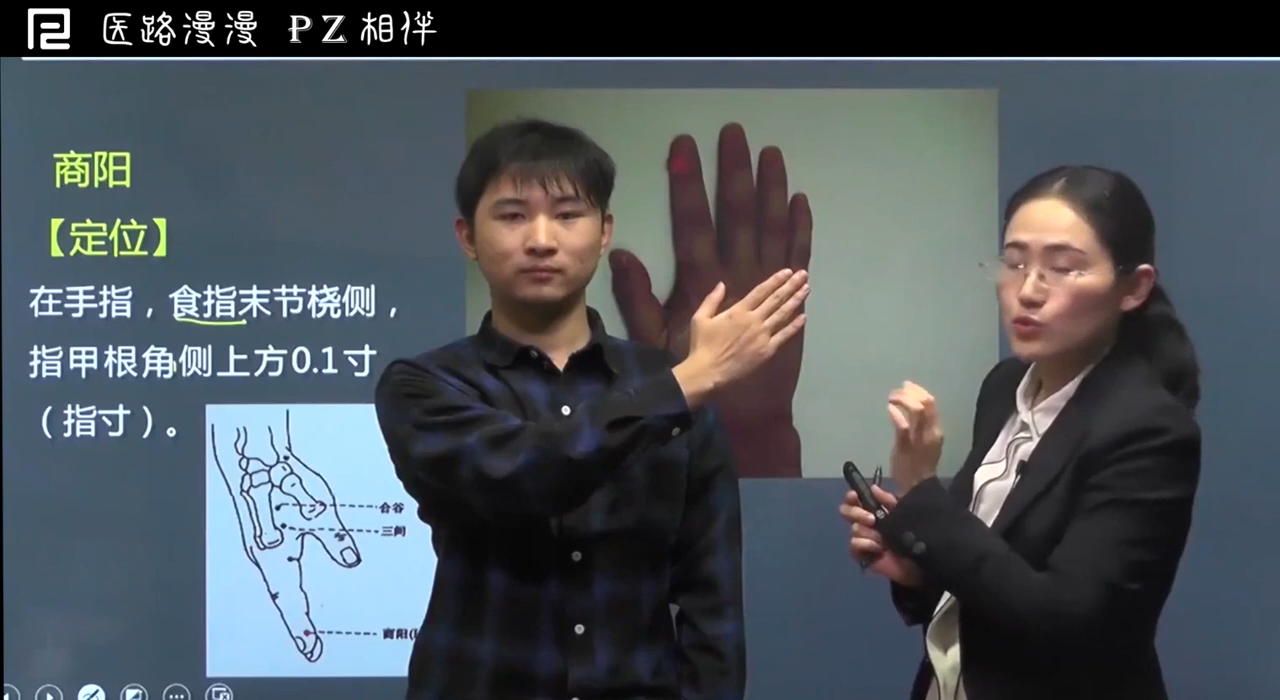 医路漫漫 PZ相伴
商阳
【定位】
在手指，食指末节桡侧，
指甲根角侧上方0.1寸
（指寸）。
合谷
三间
商阳